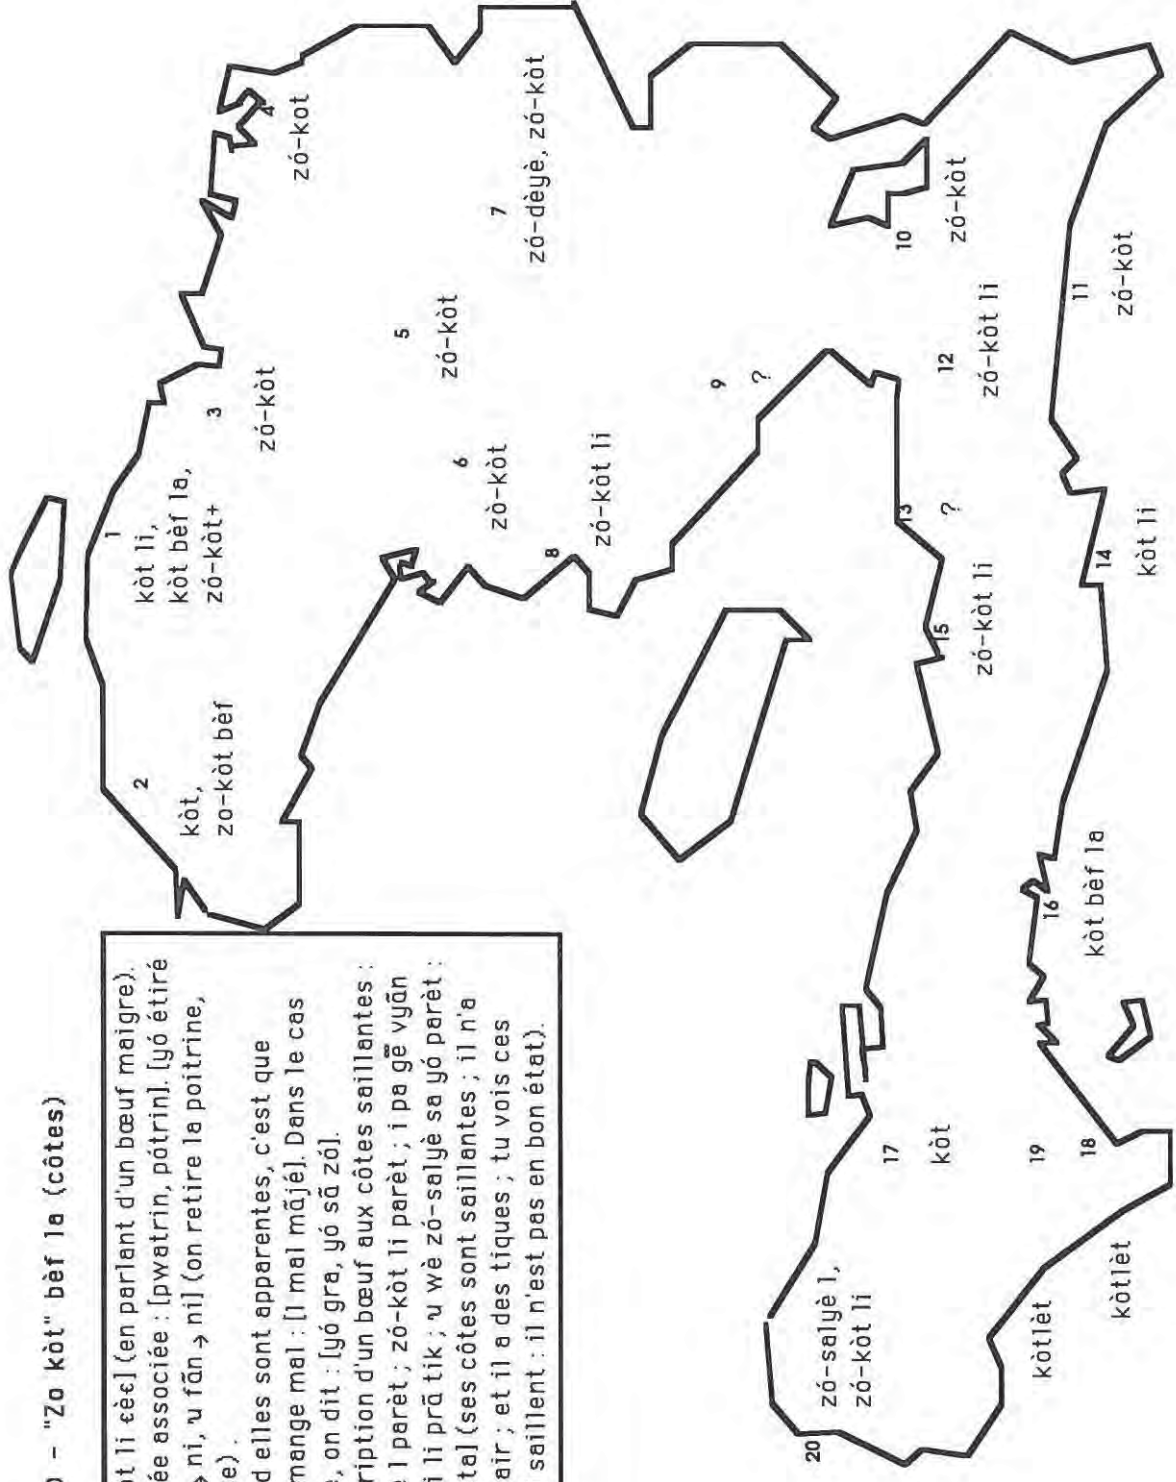 – "Zo kòt" bèf la (côtes)
li cèc] (en parlant d'un bœuf maigre).
ée associée : [pwatrin, pótrin]. [yó étiré
ni, u fãn → ni] (on retire la poitrine,
e) .
d elles sont apparentes, c'est que
mange mal : [l mal mãjé]. Dans le cas
, on dit : [yó gra, yó sã zó].
ription d'un bœuf aux côtes saillantes :
l parèt ; zó-kòt li parèt ; i pa gẽ vyãn
i li prã tik ; u wè zó-salyè sa yó parèt :
ta] (ses côtes sont saillantes ; il n'a
air ; et il a des tiques ; tu vois ces
saillent : il n'est pas en bon état).
1
kòt li,
kòt bèf la,
zó-kòt+
2
kòt,
zo-kòt bèf
3
zó-kòt
4
zó-kot
5
zó-kòt
6
zò-kòt
7
zó-dèyè, zó-kòt
8
zó-kòt li
9
?
10
zó-kòt
11
zó-kòt
12
zó-kòt li
13
?
14
kòt li
15
zó-kòt li
16
kòt bèf la
17
kòt
18
kòtlèt
19
kòtlèt
20
zó-salyè l,
zó-kòt li